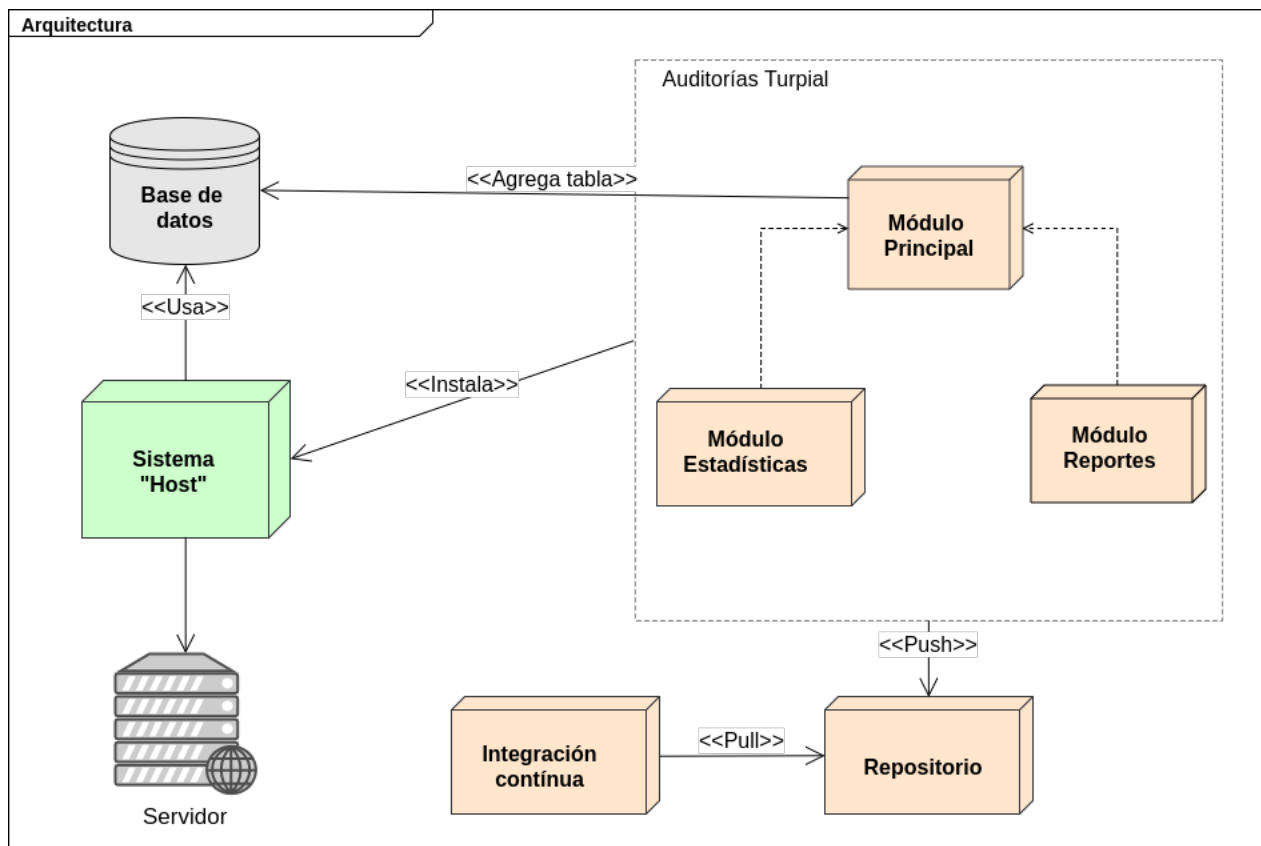 Arquitectura
Auditorías Turpial
<<Agrega tabla>>
Base de
datos
Módulo
Principal
<<Usa>>
<<Instala>>
Sistema
"Host"
Módulo
Estadísticas
Módulo
Reportes
<<Push>>
<<Pull>>
Integración
contínua
Repositorio
Servidor